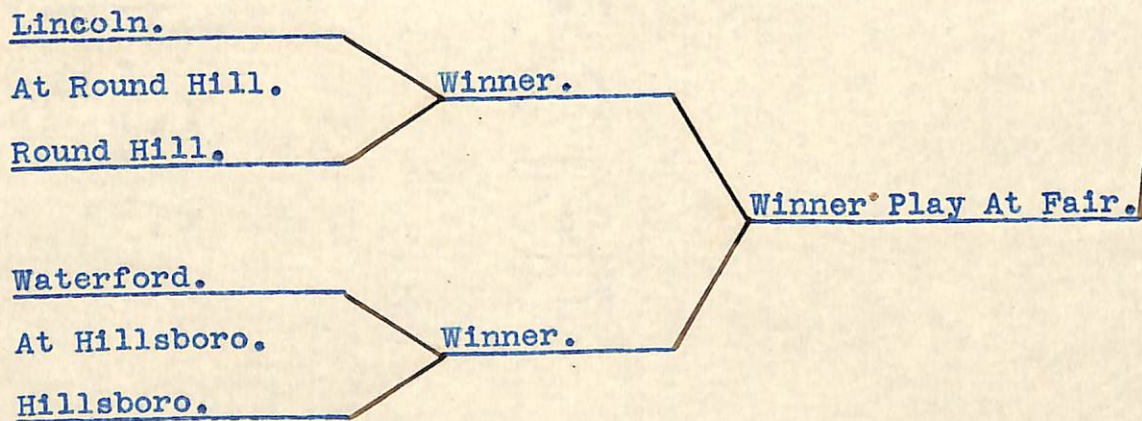 Lincoln.
At Round Hill.
Round Hill.
Winner.
Waterford.
At Hillsboro.
Hillsboro.
Winner.
Winner Play At Fair.